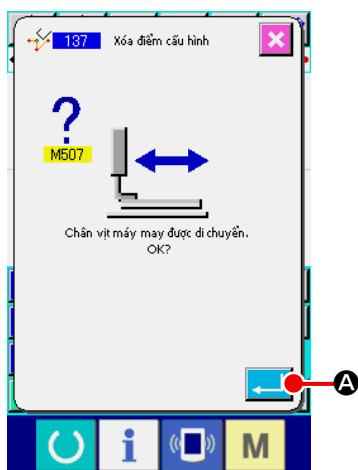 137 Xóa điểm cấu hình
?
M507
Chân vịt máy may được di chuyển.
OK?
A
i
M